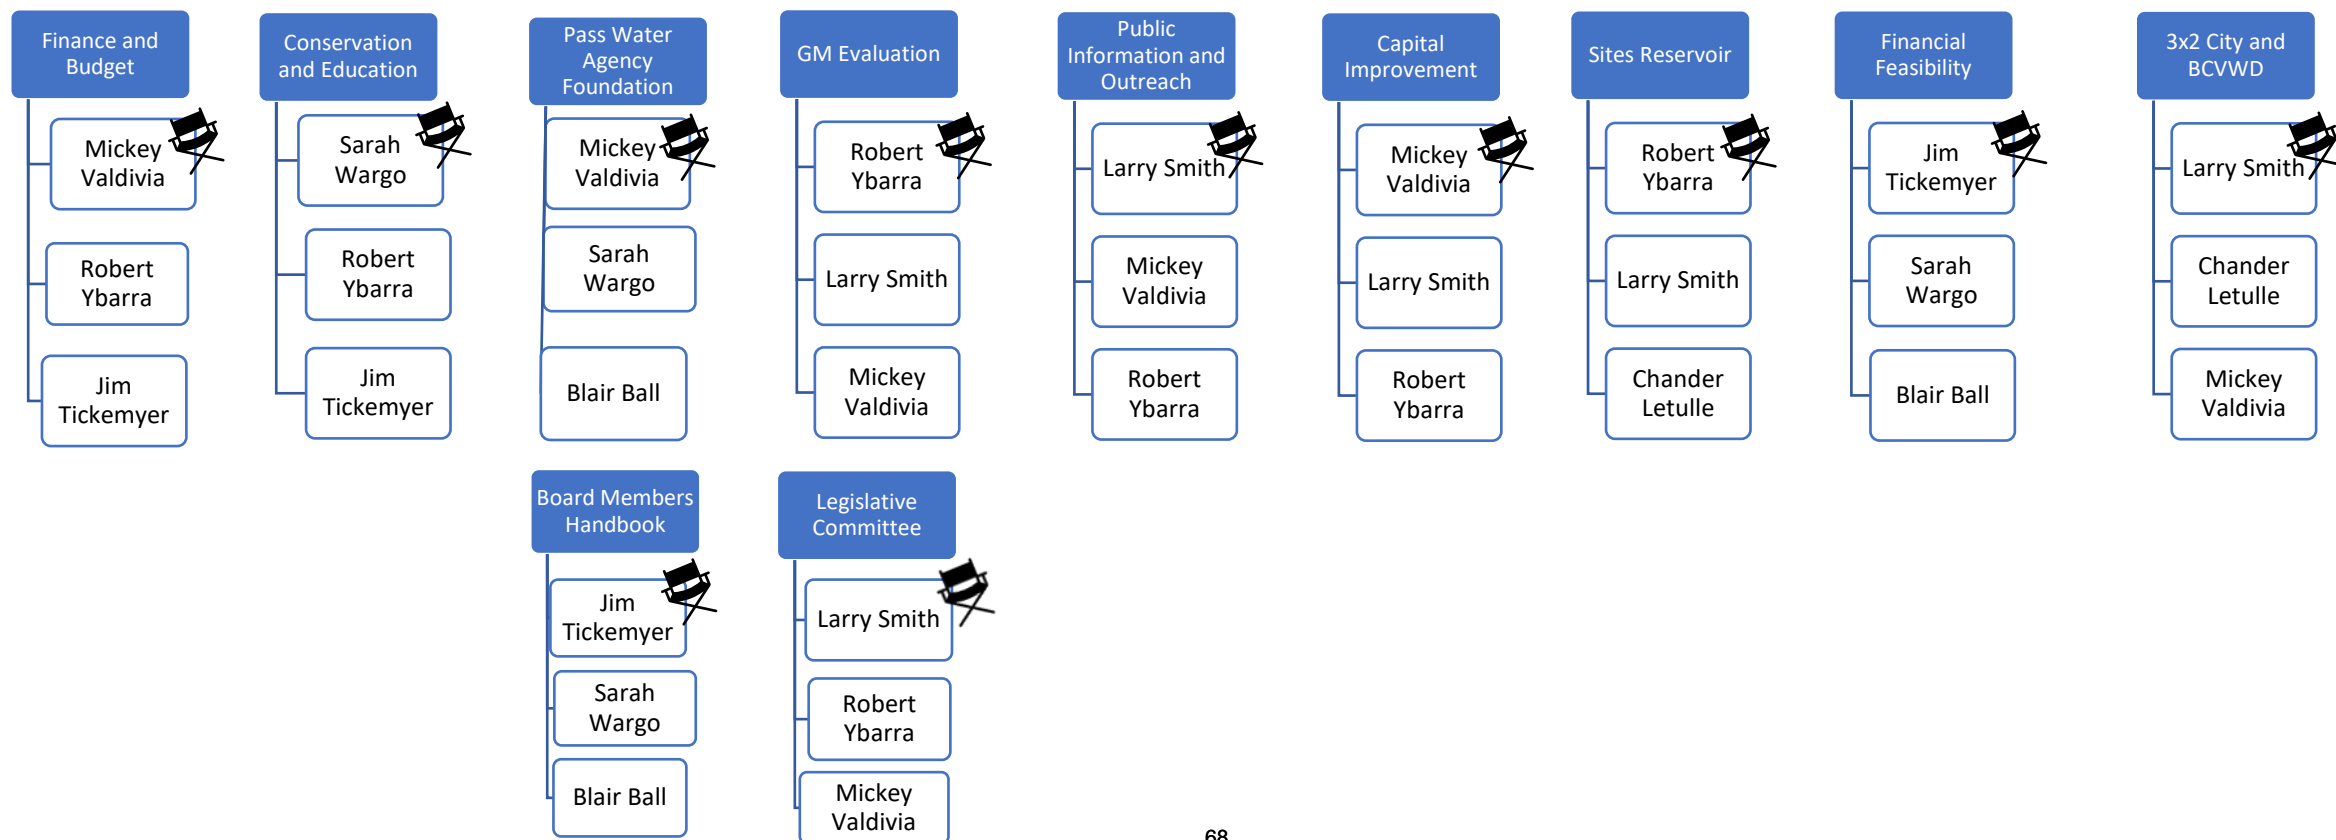 Finance and
Budget
Mickey
Valdivia
Robert
Ybarra
Jim
Tickemyer
Conservation
and Education
Sarah
Wargo
Robert
Ybarra
Jim
Tickemyer
Pass Water
Agency
Foundation
Mickey
Valdivia
Sarah
Wargo
Blair Ball
GM Evaluation
Robert
Ybarra
Larry Smith
Mickey
Valdivia
Public
Information and
Outreach
Larry Smith
Mickey
Valdivia
Robert
Ybarra
Capital
Improvement
Mickey
Valdivia
Larry Smith
Robert
Ybarra
Sites Reservoir
Robert
Ybarra
Larry Smith
Chander
Letulle
Financial
Feasibility
Jim
Tickemyer
Sarah
Wargo
Blair Ball
3x2 City and
BCVWD
Larry Smith
Chander
Letulle
Mickey
Valdivia
Board Members
Handbook
Jim
Tickemyer
Sarah
Wargo
Blair Ball
Legislative
Committee
Larry Smith
Robert
Ybarra
Mickey
Valdivia
68